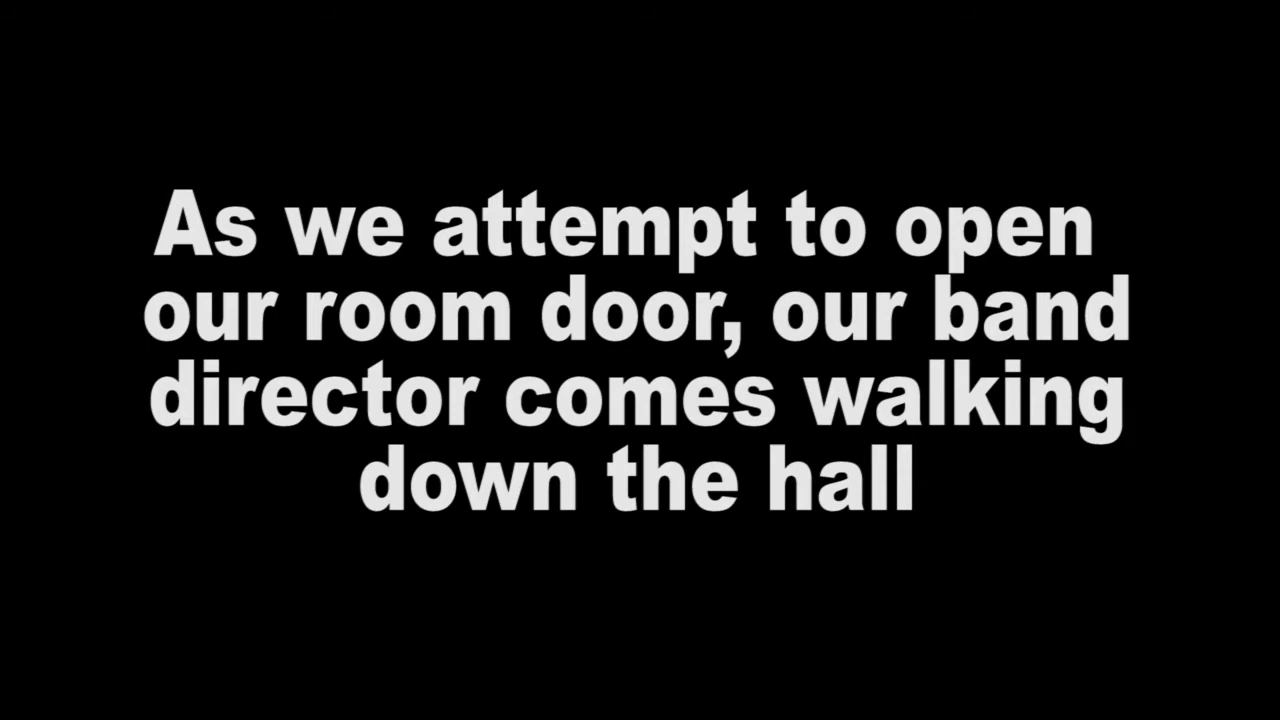 As we attempt to open
our room door, our band
director comes walking
down the hall